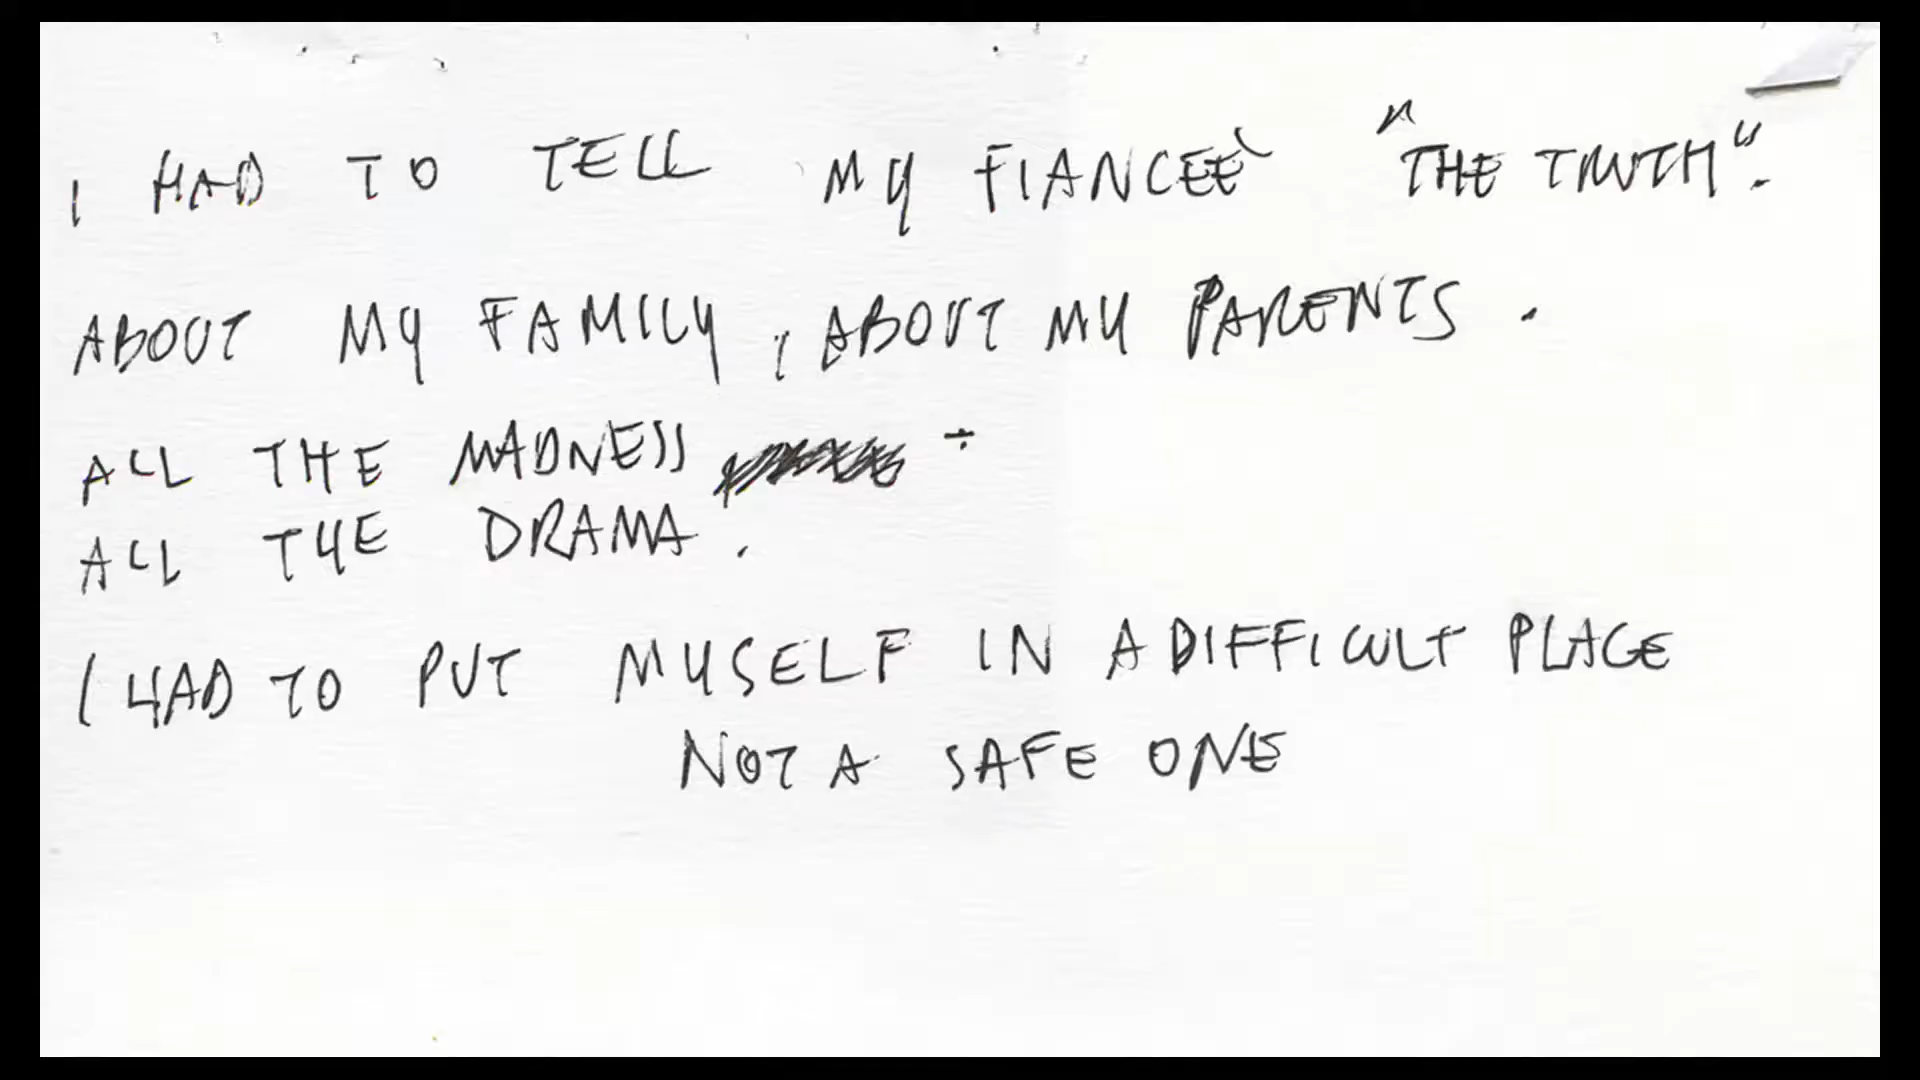 I HAD TO TELL MY FIANCEE "THE TRUTH".
ABOUT MY FAMILY, ABOUT MY PARENTS.
ALL THE MADNESS
ALL THE DRAMA.
I HAD TO PUT MYSELF IN A DIFFICULT PLACE
NOT A SAFE ONE